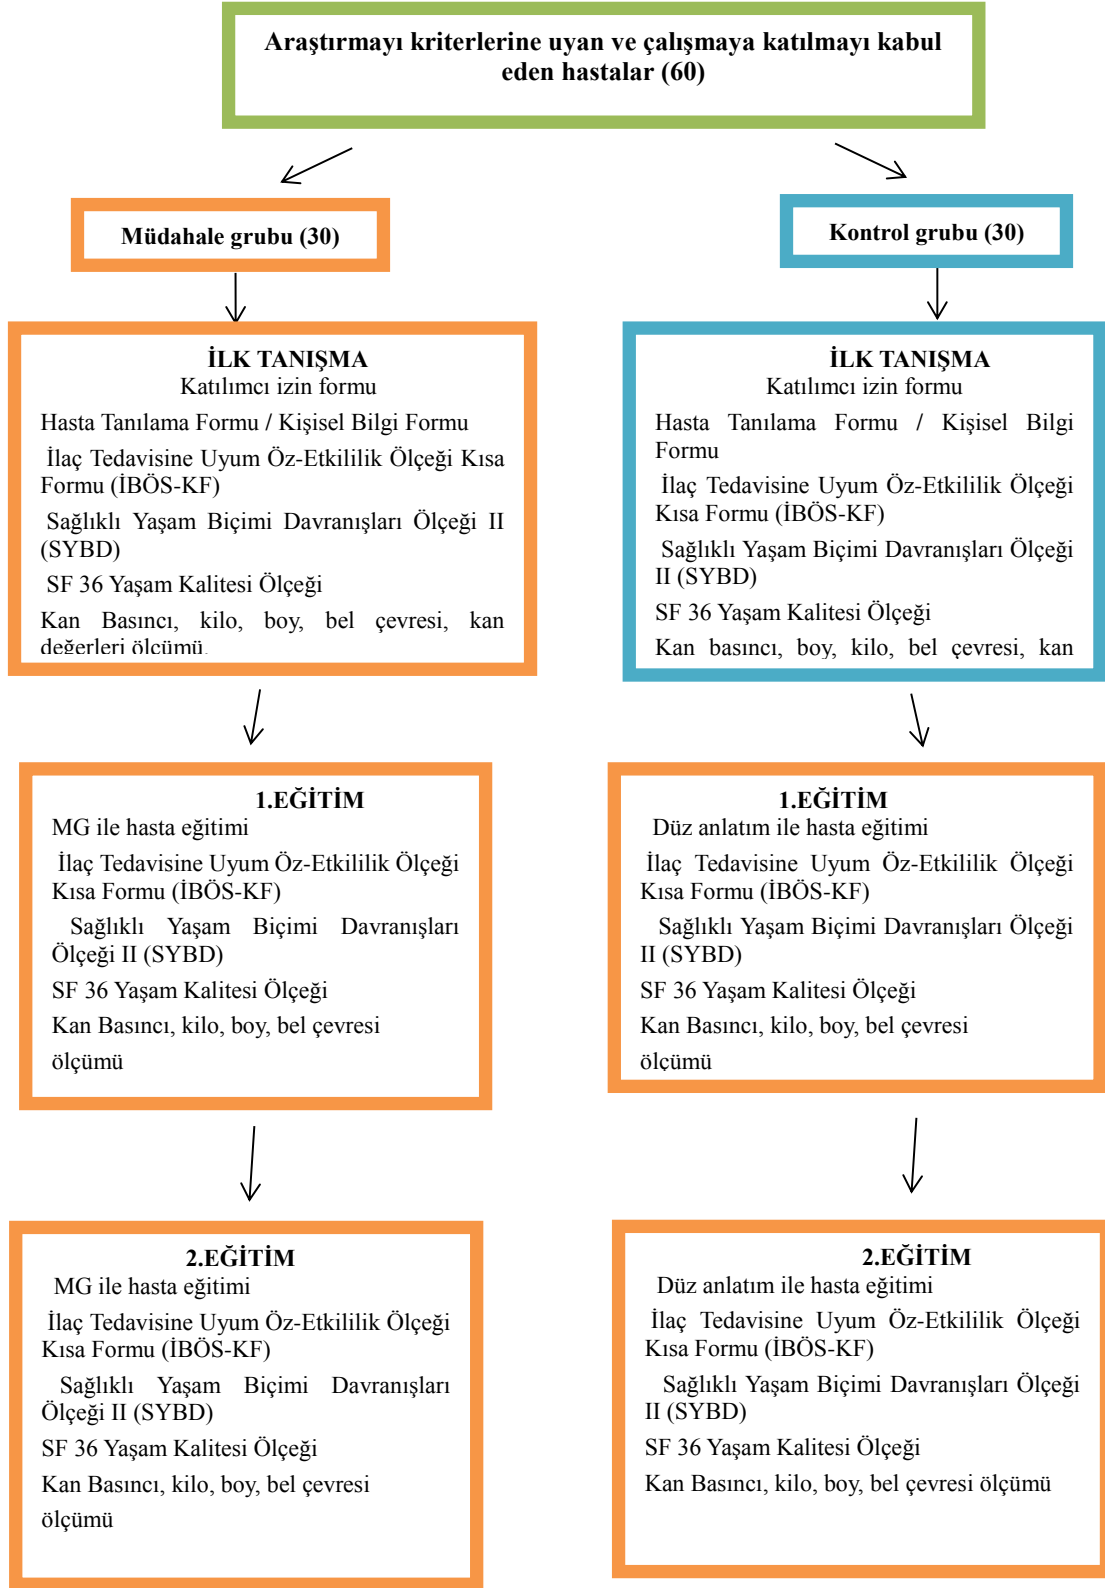 Araştırmayı kriterlerine uyan ve çalışmaya katılmayı kabul
eden hastalar (60)
Müdahale grubu (30)
Kontrol grubu (30)
İLK TANIŞMA
Katılımcı izin formu
Hasta Tanılama Formu / Kişisel Bilgi Formu
İlaç Tedavisine Uyum Öz-Etkililik Ölçeği Kısa
Formu (İBÖS-KF)
Sağlıklı Yaşam Biçimi Davranışları Ölçeği II
(SYBD)
SF 36 Yaşam Kalitesi Ölçeği
Kan Basıncı, kilo, boy, bel çevresi, kan
değerleri ölçümü.
İLK TANIŞMA
Katılımcı izin formu
Hasta Tanılama Formu / Kişisel Bilgi
Formu
İlaç Tedavisine Uyum Öz-Etkililik Ölçeği
Kısa Formu (İBÖS-KF)
Sağlıklı Yaşam Biçimi Davranışları Ölçeği
II (SYBD)
SF 36 Yaşam Kalitesi Ölçeği
Kan basıncı, boy, kilo, bel çevresi, kan
1.EĞİTİM
MG ile hasta eğitimi
İlaç Tedavisine Uyum Öz-Etkililik Ölçeği
Kısa Formu (İBÖS-KF)
Sağlıklı Yaşam Biçimi Davranışları
Ölçeği II (SYBD)
SF 36 Yaşam Kalitesi Ölçeği
Kan Basıncı, kilo, boy, bel çevresi
ölçümü
1.EĞİTİM
Düz anlatım ile hasta eğitimi
İlaç Tedavisine Uyum Öz-Etkililik Ölçeği
Kısa Formu (İBÖS-KF)
Sağlıklı Yaşam Biçimi Davranışları Ölçeği
II (SYBD)
SF 36 Yaşam Kalitesi Ölçeği
Kan Basıncı, kilo, boy, bel çevresi
ölçümü
2.EĞİTİM
MG ile hasta eğitimi
İlaç Tedavisine Uyum Öz-Etkililik Ölçeği
Kısa Formu (İBÖS-KF)
Sağlıklı Yaşam Biçimi Davranışları
Ölçeği II (SYBD)
SF 36 Yaşam Kalitesi Ölçeği
Kan Basıncı, kilo, boy, bel çevresi
ölçümü
2.EĞİTİM
Düz anlatım ile hasta eğitimi
İlaç Tedavisine Uyum Öz-Etkililik Ölçeği
Kısa Formu (İBÖS-KF)
Sağlıklı Yaşam Biçimi Davranışları Ölçeği
II (SYBD)
SF 36 Yaşam Kalitesi Ölçeği
Kan Basıncı, kilo, boy, bel çevresi ölçümü